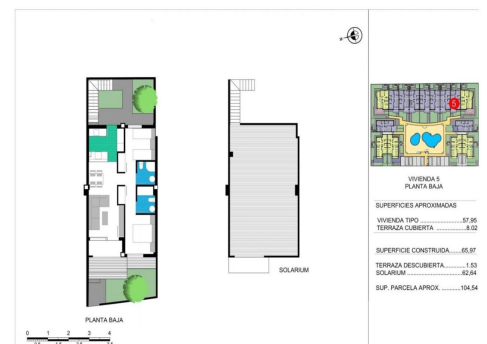 5
VIVIENDA 5
PLANTA BAJA
SUPERFICIES APROXIMADAS
VIVIENDA TIPO ..................57,95
TERRAZA CUBIERTA ..............8.02
SUPERFICIE CONSTRUIDA......65,97
TERRAZA DESCUBIERTA..........1.53
SOLARIUM ..........................62,64
SUP. PARCELA APROX. ...........104,54
SOLARIUM
PLANTA BAJA
0 1 2 3 4